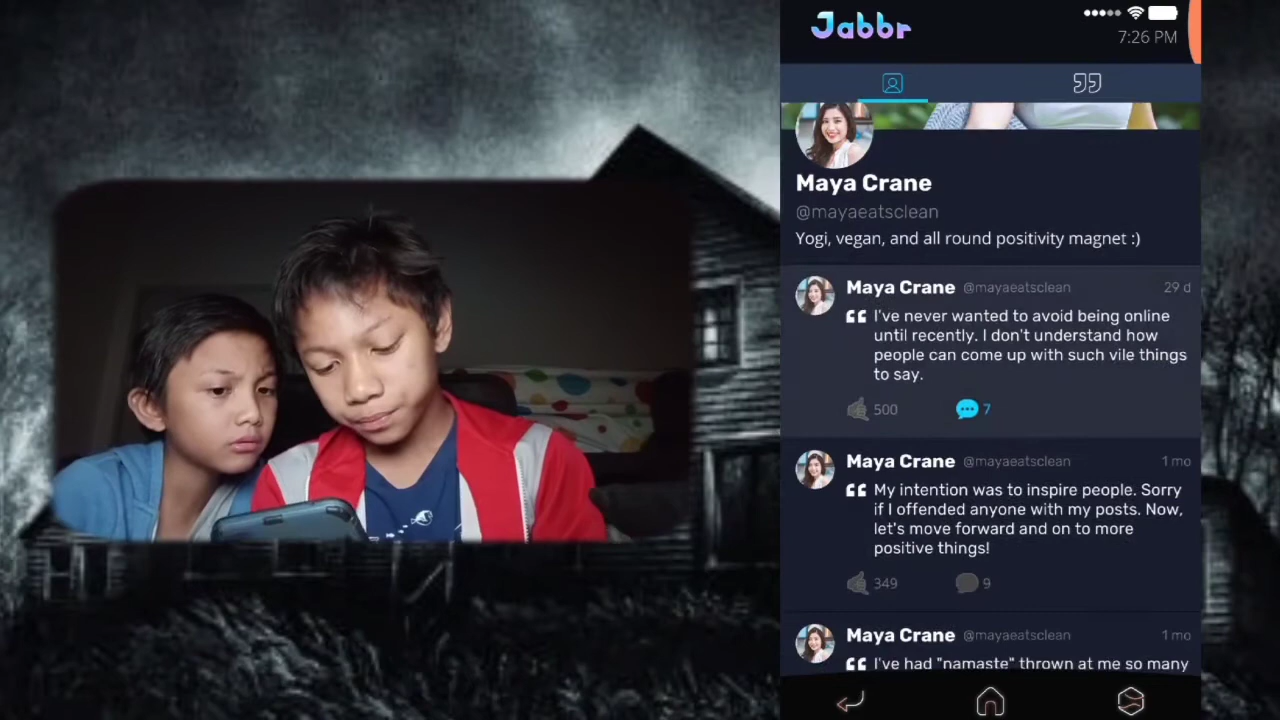 Jabbr
7:26 PM
Maya Crane
@mayaeatsclean
Yogi, vegan, and all round positivity magnet :)
Maya Crane @mayaeatsclean 29 d
I've never wanted to avoid being online
until recently. I don't understand how
people can come up with such vile things
to say.
500 7
Maya Crane @mayaeatsclean 1 mo
My intention was to inspire people. Sorry
if I offended anyone with my posts. Now,
let's move forward and on to more
positive things!
349 9
Maya Crane @mayaeatsclean 1 mo
I've had "namaste" thrown at me so many